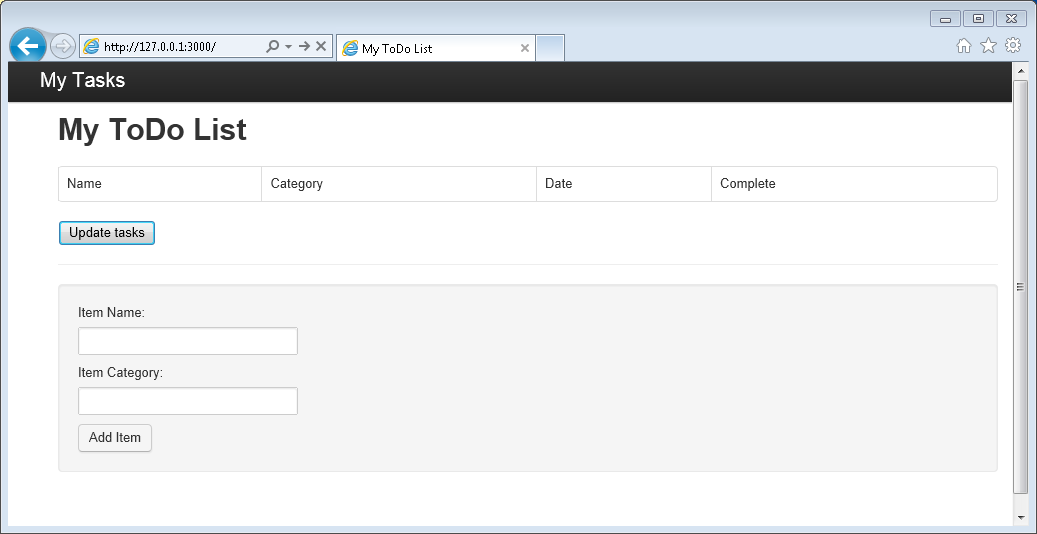 http://127.0.0.1:3000/
My ToDo List
My Tasks
My ToDo List
Name Category Date Complete
Update tasks
Item Name:
Item Category:
Add Item